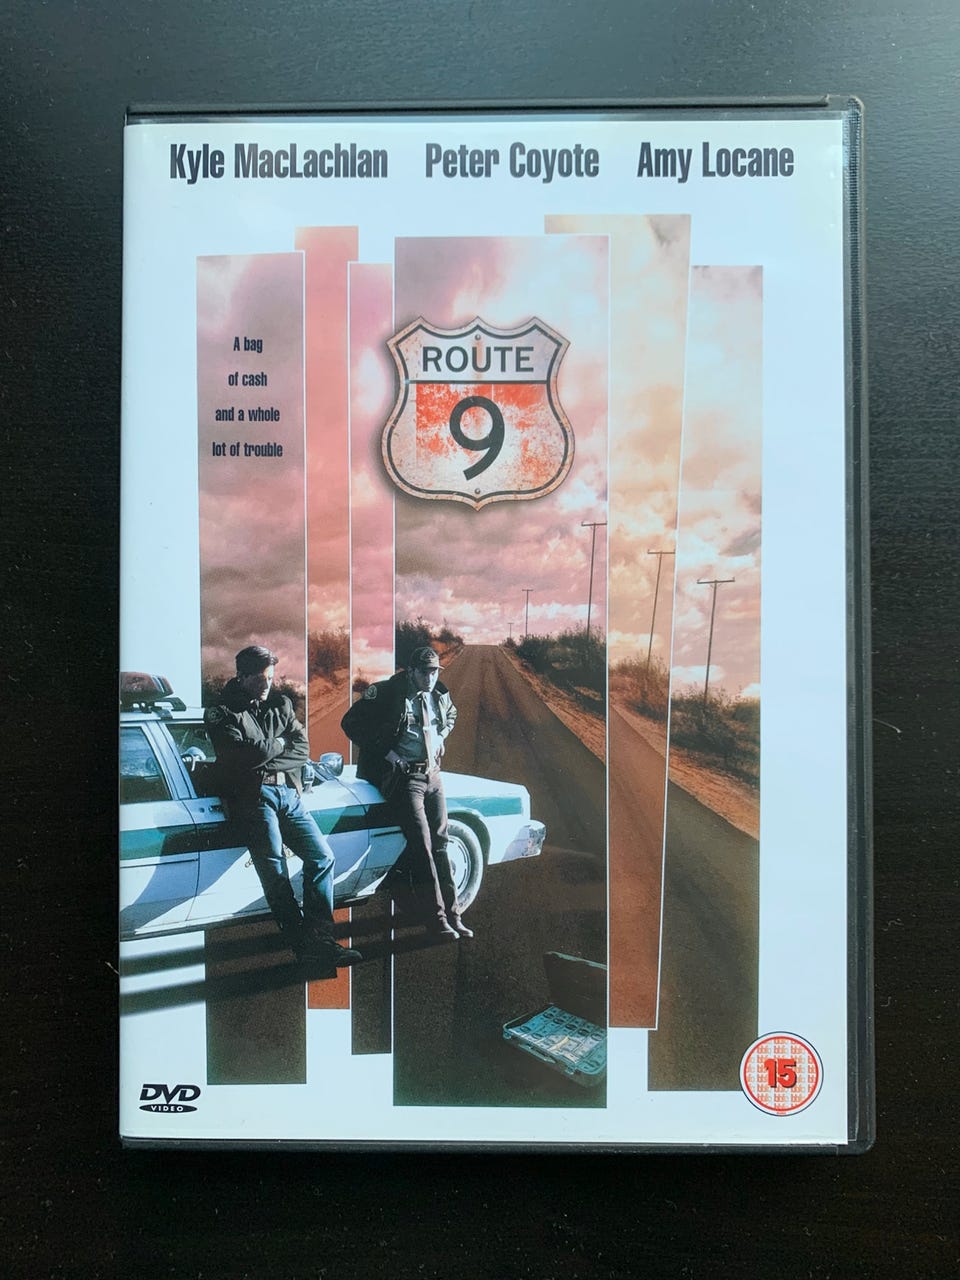 Kyle MacLachlan Peter Coyote Amy Locane
ROUTE
9
A bag
of cash
and a whole
lot of trouble
DVD
VIDEO
15